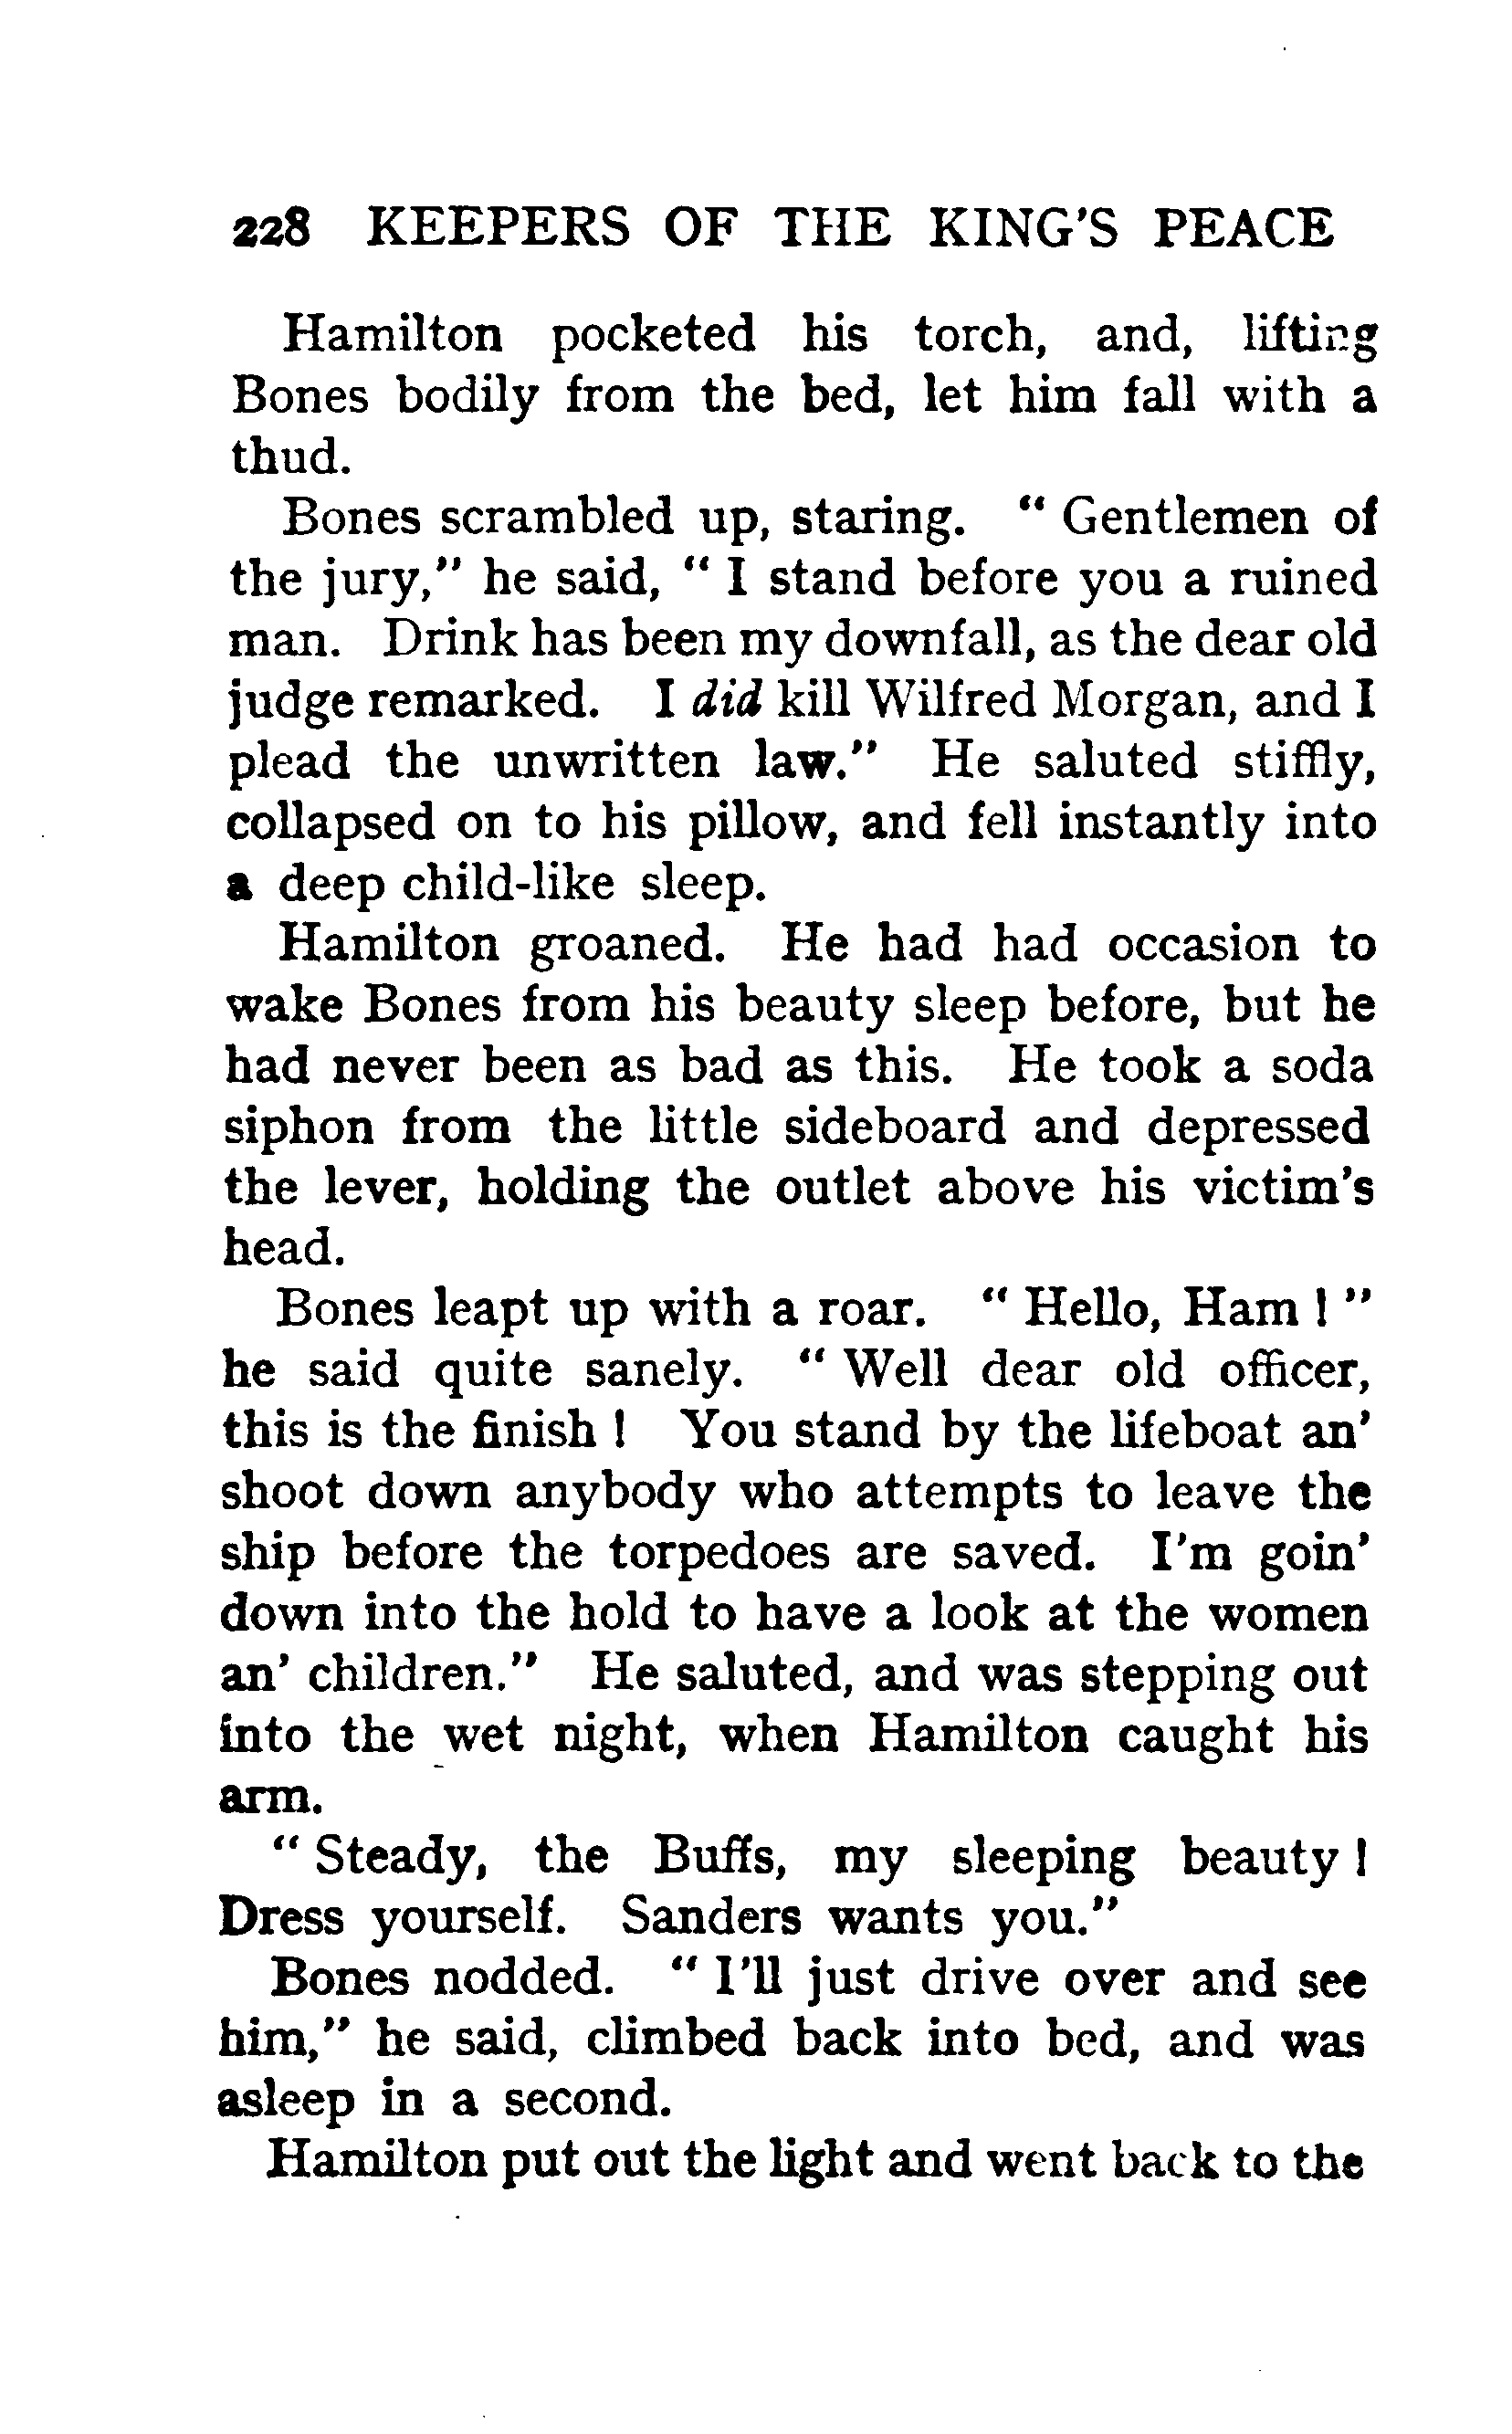 228 KEEPERS OF THE KING'S PEACE
Hamilton pocketed his torch, and, lifting
Bones bodily from the bed, let him fall with a
thud.
Bones scrambled up, staring. " Gentlemen of
the jury," he said, " I stand before you a ruined
man. Drink has been my downfall, as the dear old
judge remarked. I did kill Wilfred Morgan, and I
plead the unwritten law." He saluted stiffly,
collapsed on to his pillow, and fell instantly into
a deep child-like sleep.
Hamilton groaned. He had had occasion to
wake Bones from his beauty sleep before, but he
had never been as bad as this. He took a soda
siphon from the little sideboard and depressed
the lever, holding the outlet above his victim's
head.
Bones leapt up with a roar. " Hello, Ham ! "
he said quite sanely. " Well dear old officer,
this is the finish ! You stand by the lifeboat an'
shoot down anybody who attempts to leave the
ship before the torpedoes are saved. I'm goin'
down into the hold to have a look at the women
an' children." He saluted, and was stepping out
into the wet night, when Hamilton caught his
arm.
" Steady, the Buffs, my sleeping beauty !
Dress yourself. Sanders wants you."
Bones nodded. " I'll just drive over and see
him," he said, climbed back into bed, and was
asleep in a second.
Hamilton put out the light and went back to the